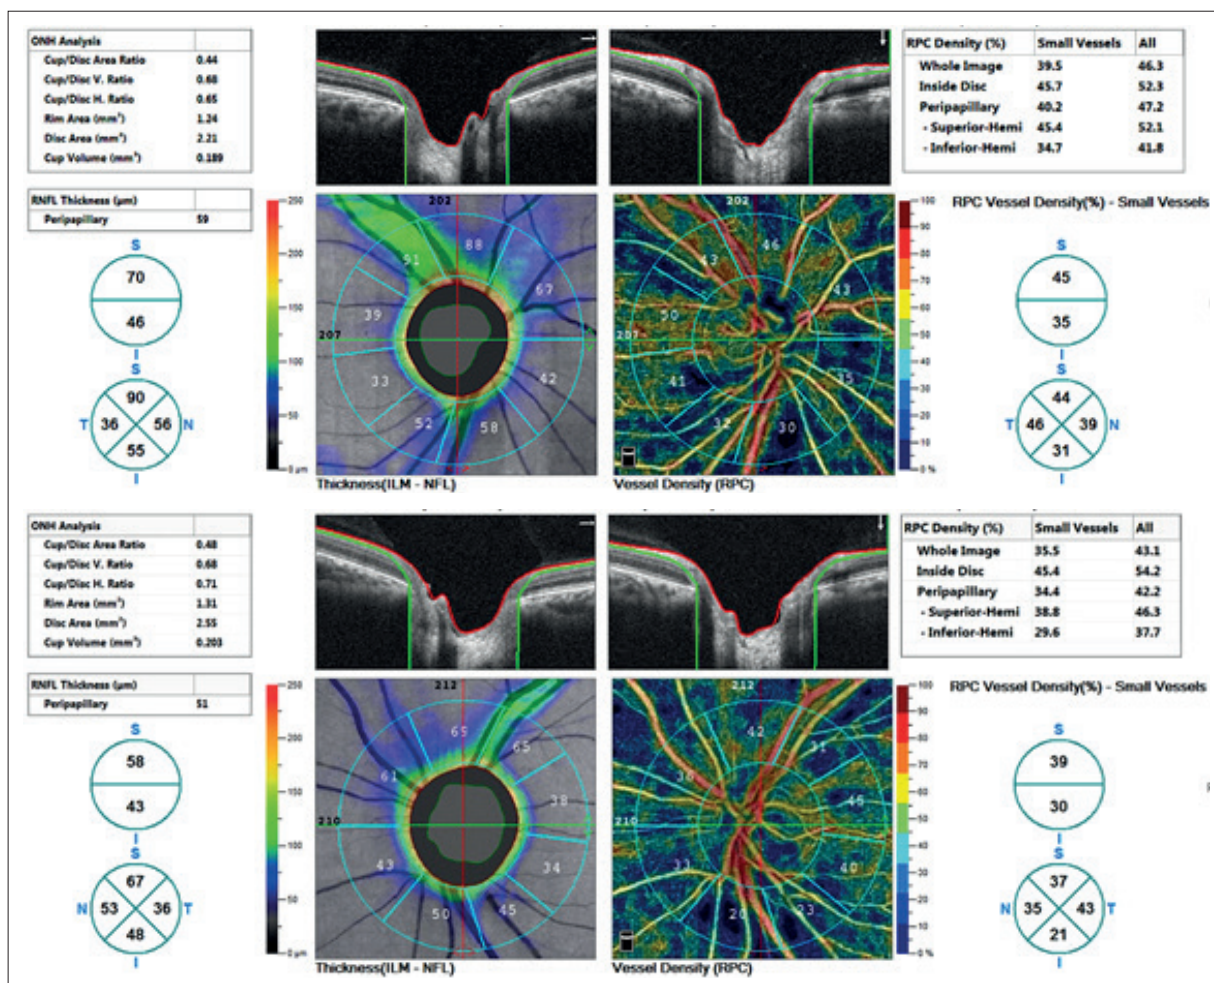 ONH Analysis
Cup/Disc Area Ratio 0.44
Cup/Disc V. Ratio 0.68
Cup/Disc H. Ratio 0.65
Rim Area (mm²) 1.24
Disc Area (mm²) 2.21
Cup Volume (mm³) 0.189
RPC Density (%) Small Vessels All
Whole Image 39.5 46.3
Inside Disc 45.7 52.3
Peripapillary 40.2 47.2
- Superior-Hemi 45.4 52.1
- Inferior-Hemi 34.7 41.8
RNFL Thickness (µm)
Peripapillary 59
S
70
46
I
S
90
T 36 56 N
55
I
250
200
150
100
50
0 µm
202
88
91
67
39
207
33
42
52
58
Thickness(ILM - NFL)
46
43
43
50
207
41
35
32
30
Vessel Density (RPC)
100
90
80
70
60
50
40
30
20
10
0 %
RPC Vessel Density(%) - Small Vessels
S
45
35
I
S
44
T 46 39 N
31
I
ONH Analysis
Cup/Disc Area Ratio 0.48
Cup/Disc V. Ratio 0.68
Cup/Disc H. Ratio 0.71
Rim Area (mm²) 1.31
Disc Area (mm²) 2.55
Cup Volume (mm³) 0.203
RPC Density (%) Small Vessels All
Whole Image 35.5 43.1
Inside Disc 45.4 54.2
Peripapillary 34.4 42.2
- Superior-Hemi 38.8 46.3
- Inferior-Hemi 29.6 37.7
RNFL Thickness (µm)
Peripapillary 51
S
58
43
I
S
67
N 53 36 T
48
I
250
200
150
100
50
0 µm
212
69
65
61
38
210
34
43
50
45
Thickness(ILM - NFL)
212
42
31
36
46
210
40
33
20
23
Vessel Density (RPC)
100
90
80
70
60
50
40
30
20
10
0 %
RPC Vessel Density(%) - Small Vessels
S
39
30
I
S
37
N 35 43 T
21
I